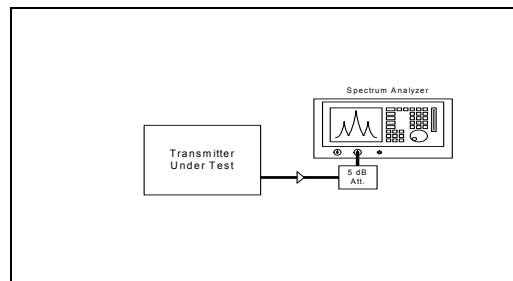 Spectrum Analyzer
Transmitter
Under Test
5 dB
Att.